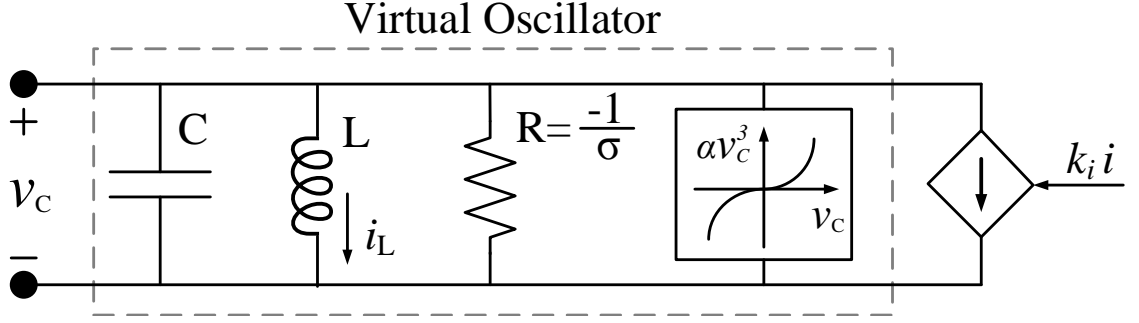 Virtual Oscillator
+
v_C
−
C
L
i_L
R= -1/σ
αv_C^3
v_C
k_i i